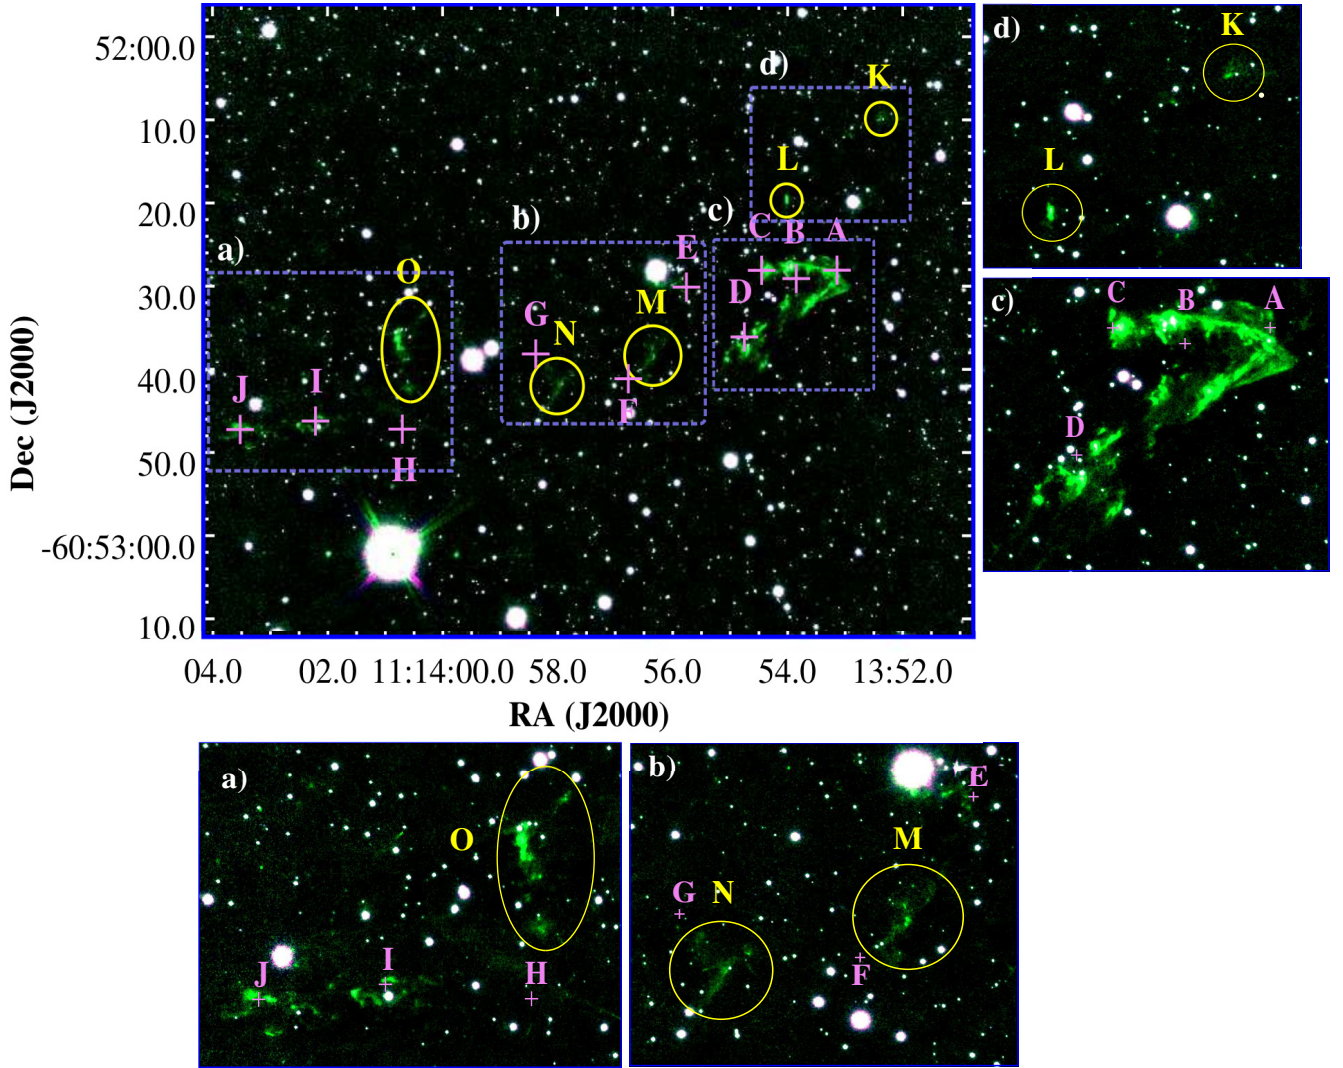 52:00.0
10.0
20.0
30.0
40.0
50.0
-60:53:00.0
10.0
Dec (J2000)
04.0 02.0 11:14:00.0 58.0 56.0 54.0 13:52.0
RA (J2000)
d)
K
L
b)
c)
C B A
E
D
a)
O
M
G
N
J I
F
H
d)
K
L
c)
C B A
D
a)
O
I
J H
b)
E
M
G N
F